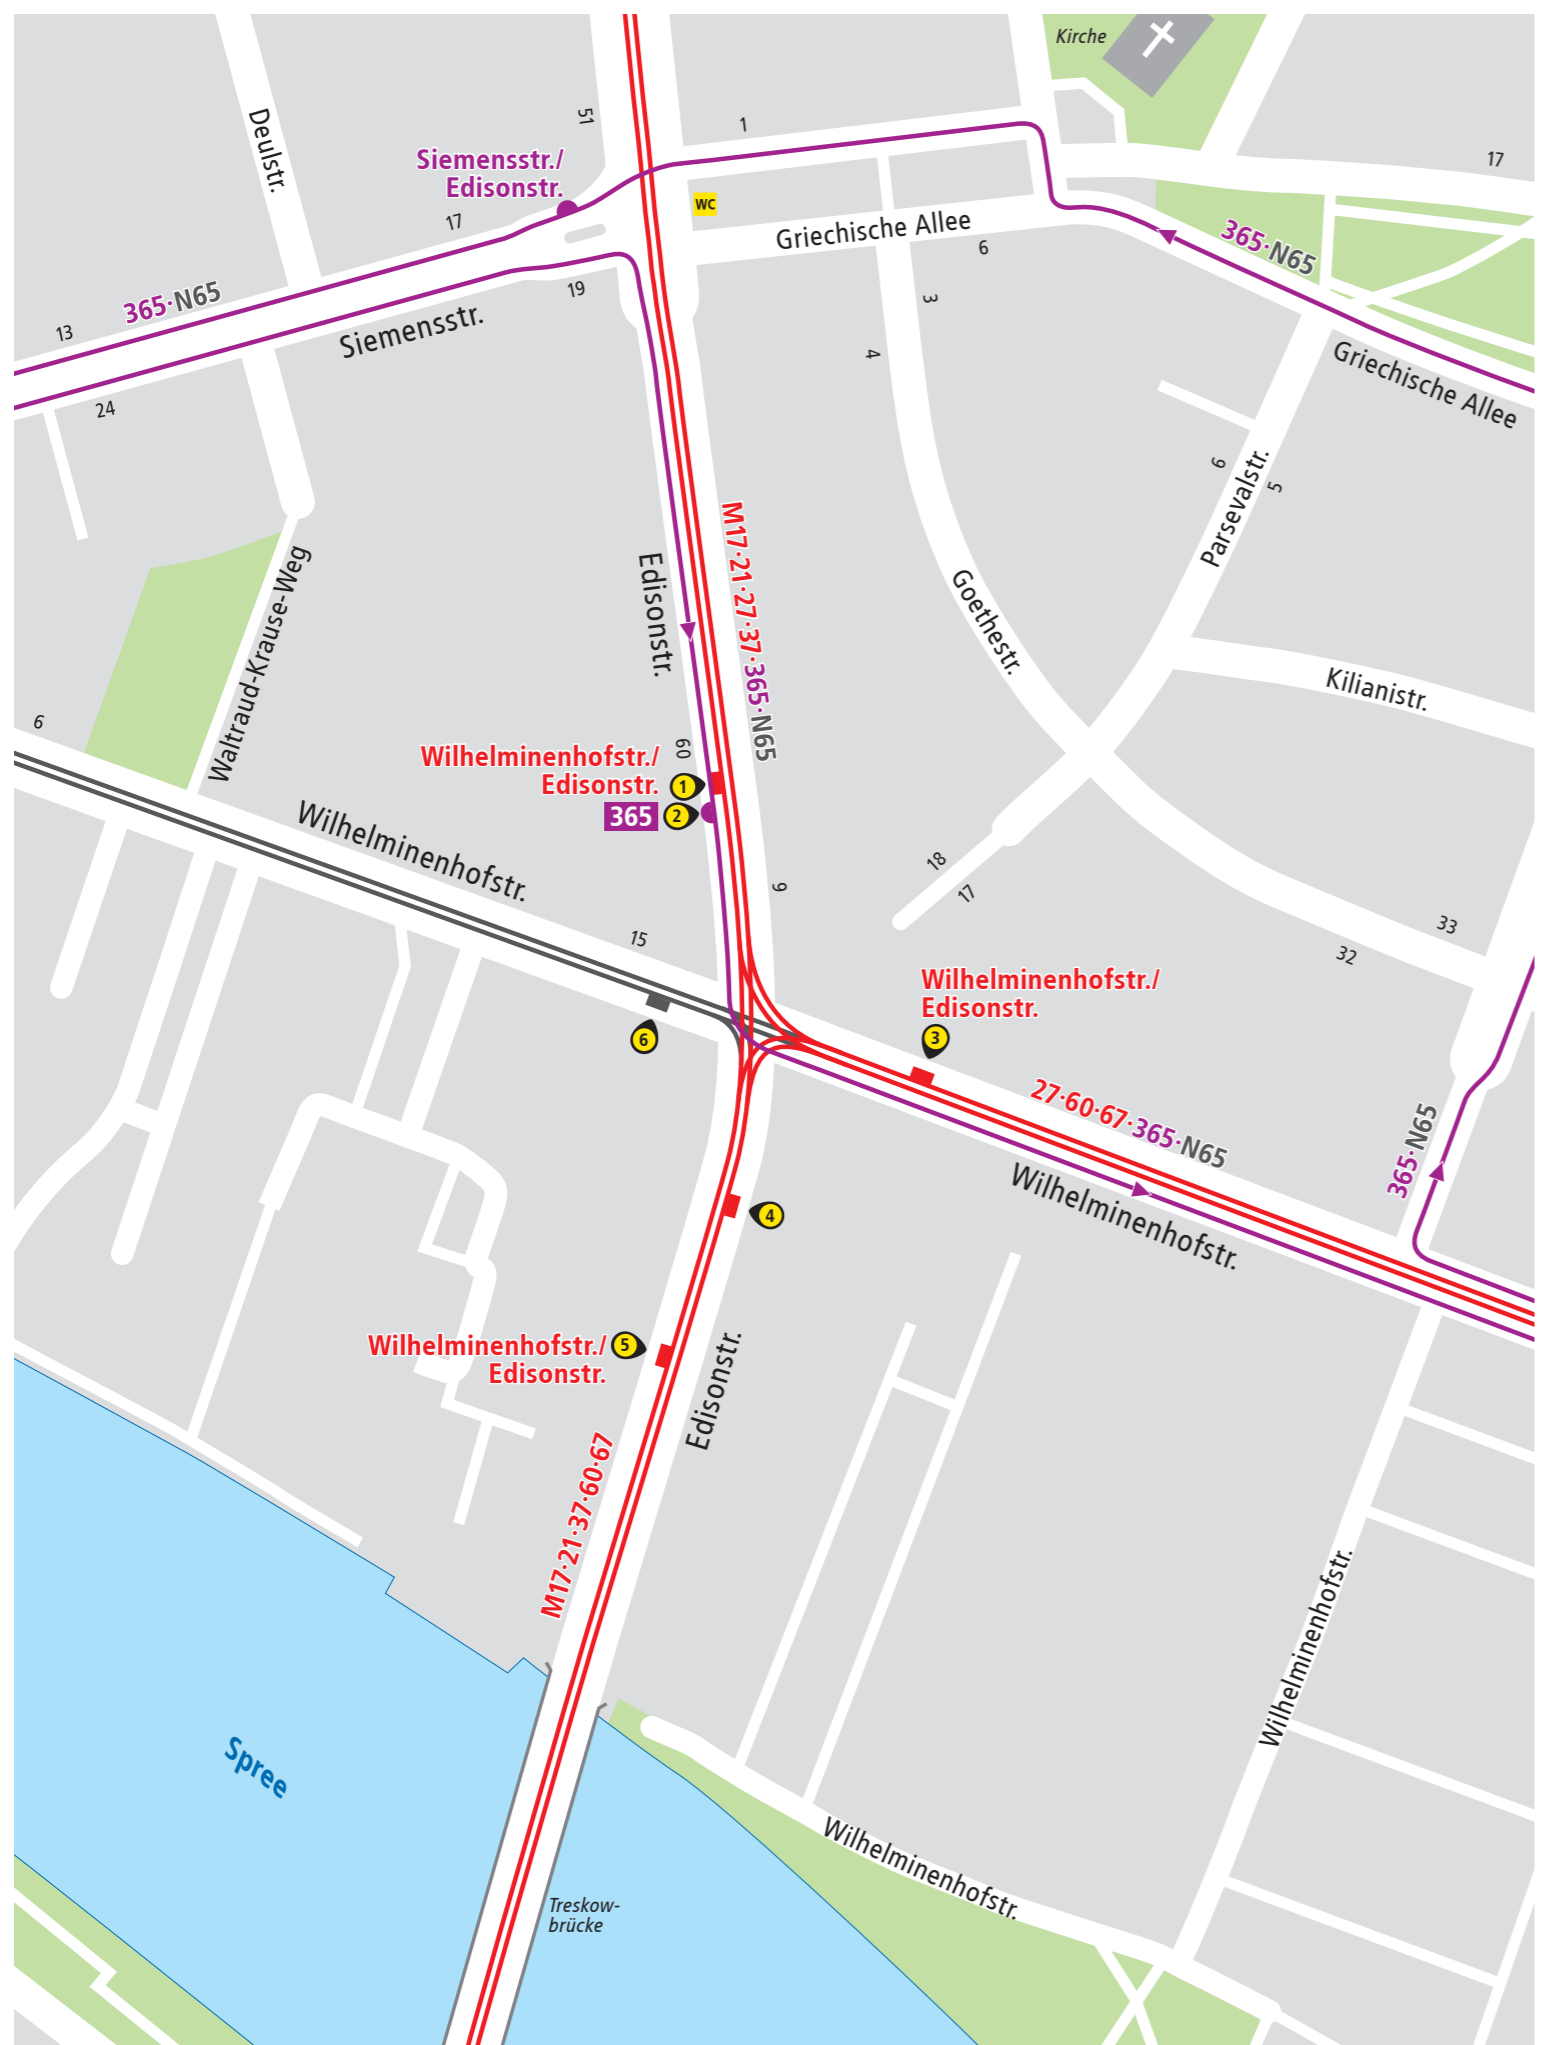 Kirche
51
1
Deulstr.
Siemensstr./
Edisonstr.
17
17
WC
Griechische Allee
6
365·N65
365·N65
19
13
Siemensstr.
24
3
4
Griechische Allee
6
5
Parsevalstr.
M17·21·27·37·365·N65
Edisonstr.
Goethestr.
Waltraud-Krause-Weg
Kilianistr.
6
60
Wilhelminenhofstr./
Edisonstr.
1
365
2
Wilhelminenhofstr.
9
18
17
33
32
15
Wilhelminenhofstr./
Edisonstr.
3
6
27·60·67·365·N65
365·N65
Wilhelminenhofstr.
4
Wilhelminenhofstr./
Edisonstr.
5
Edisonstr.
M17·21·37·60·67
Wilhelminenhofstr.
Spree
Wilhelminenhofstr.
Treskow-
brücke